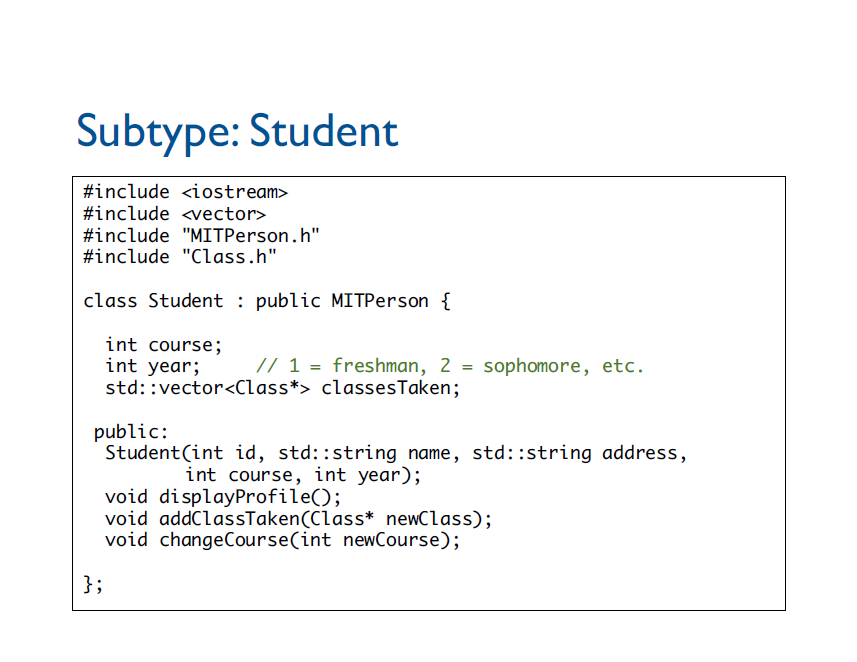 Subtype: Student
#include <iostream>
#include <vector>
#include "MITPerson.h"
#include "Class.h"
class Student : public MITPerson {
int course;
int year;     // 1 = freshman, 2 = sophomore, etc.
std::vector<Class*> classesTaken;
public:
Student(int id, std::string name, std::string address,
int course, int year);
void displayProfile();
void addClassTaken(Class* newClass);
void changeCourse(int newCourse);
};